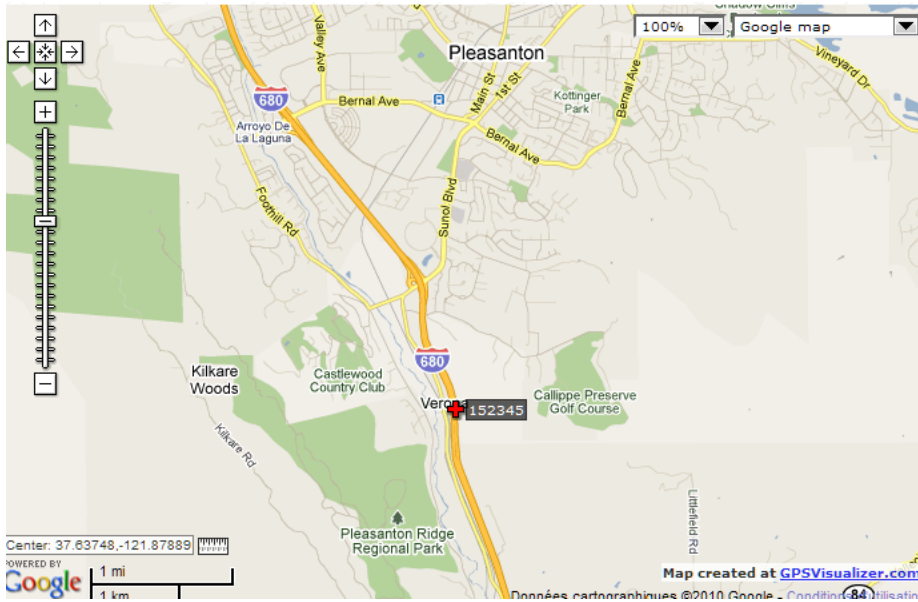 Shadow Cliffs
100%
Google map
Pleasanton
Valley Ave
Vineyard Dr
Main St
1st St
680
Bernal Ave
Kottinger
Park
Bernal Ave
Arroyo De
La Laguna
Bernal Ave
Foothill Rd
Sunol Blvd
680
Kilkare
Woods
Castlewood
Country Club
Callippe Preserve
Golf Course
152345
Kilkare Rd
Littlefield Rd
Pleasanton Ridge
Regional Park
Center: 37.63748,-121.87889
POWERED BY
Google
1 mi
1 km
Map created at GPSVisualizer.com
84
Données cartographiques ©2010 Google -